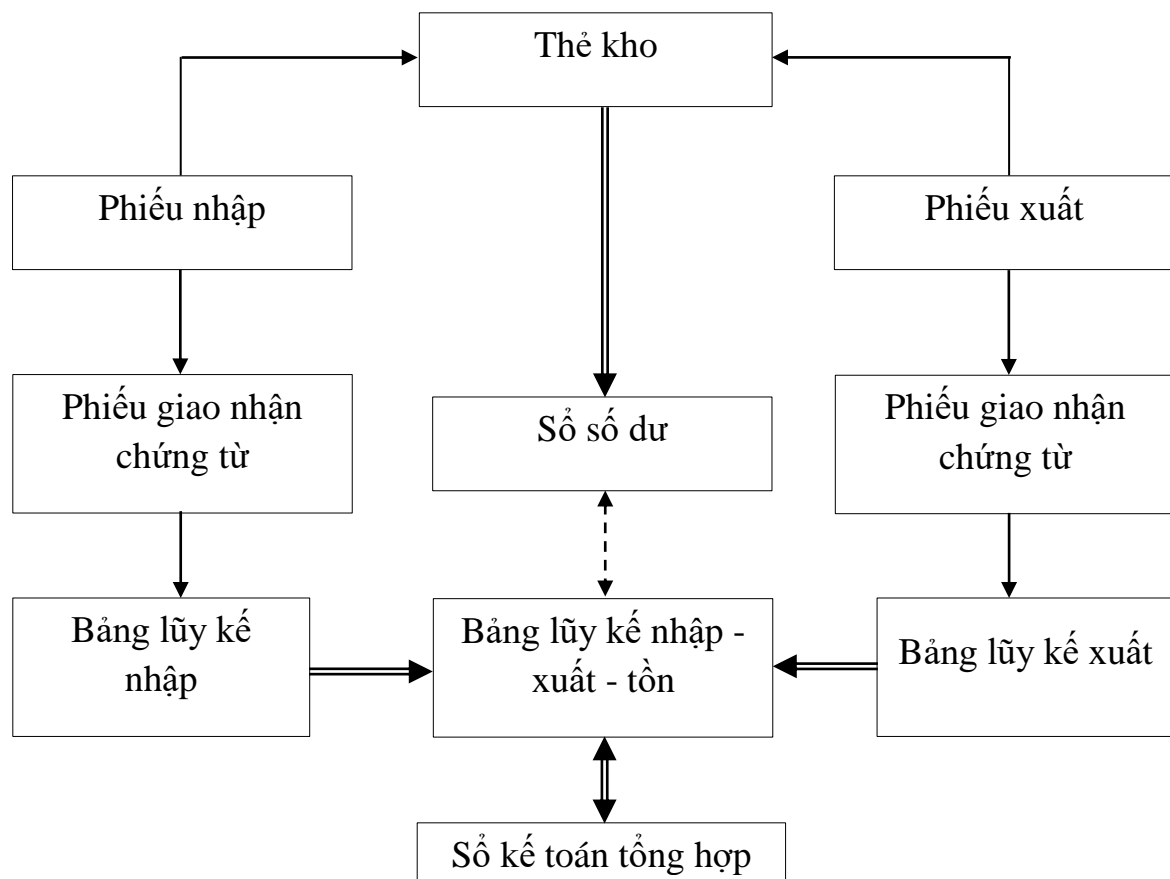 Thẻ kho
Phiếu nhập
Phiếu xuất
Phiếu giao nhận
chứng từ
Sổ số dư
Phiếu giao nhận
chứng từ
Bảng lũy kế
nhập
Bảng lũy kế nhập -
xuất - tồn
Bảng lũy kế xuất
Sổ kế toán tổng hợp